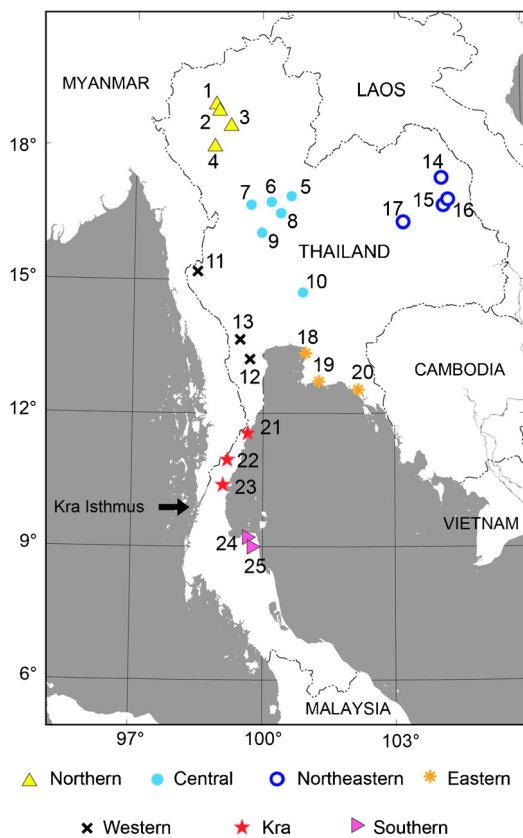 MYANMAR
LAOS
1
2
3
4
18°
14
7
6
5
15
16
17
8
9
THAILAND
11
15°
10
13
18
12
19
20
CAMBODIA
12°
21
22
23
Kra Isthmus
VIETNAM
24
9°
25
6°
MALAYSIA
97°
100°
103°
Northern
Central
Northeastern
Eastern
Western
Kra
Southern